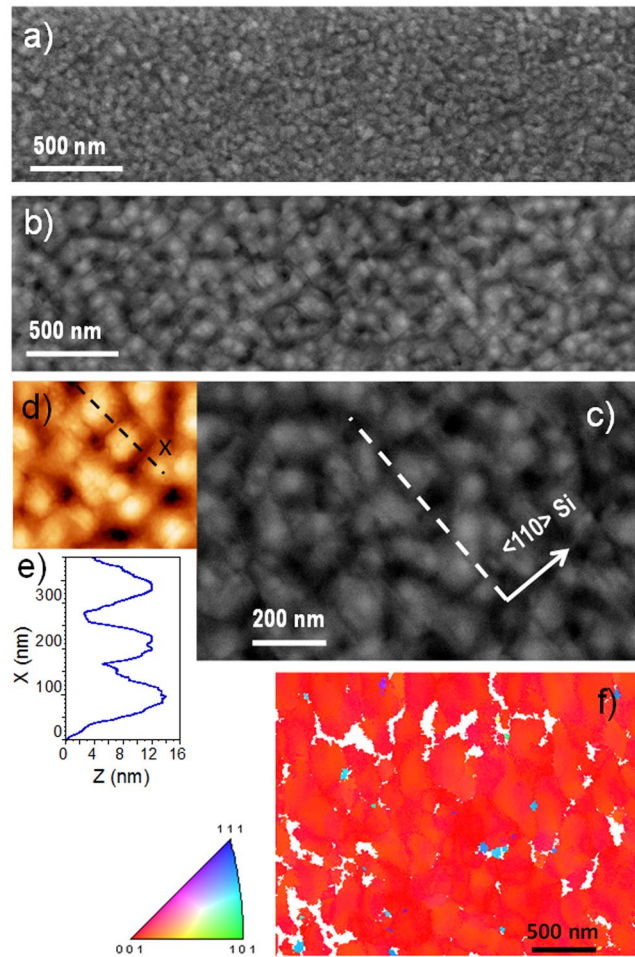 a)
500 nm
b)
500 nm
d)
X
c)
<110> Si
200 nm
e)
300
200
100
0
X (nm)
0 4 8 12 16
Z (nm)
f)
500 nm
1 1 1
0 0 1
1 0 1